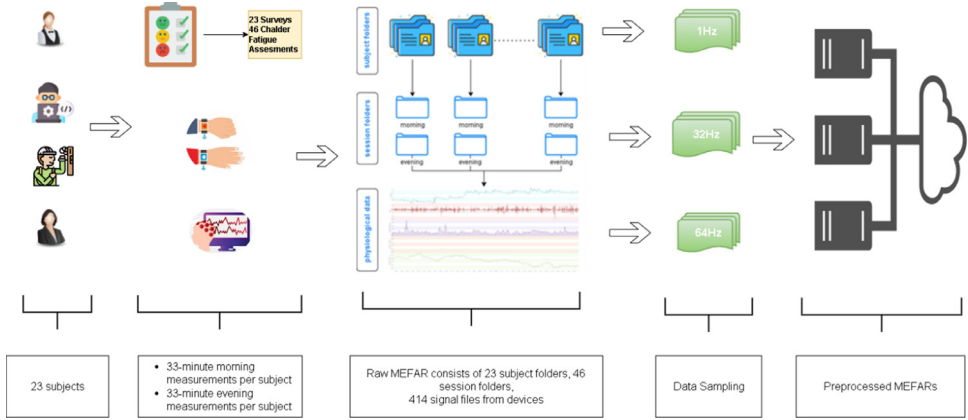 23 Surveys
46 Chalder
Fatigue
Assesments
subject folders
1Hz
session folders
morning
morning
morning
evening
evening
evening
32Hz
physiological data
64Hz
23 subjects
• 33-minute morning
measurements per subject
• 33-minute evening
measurements per subject
Raw MEFAR consists of 23 subject folders, 46
session folders,
414 signal files from devices
Data Sampling
Preprocessed MEFARs